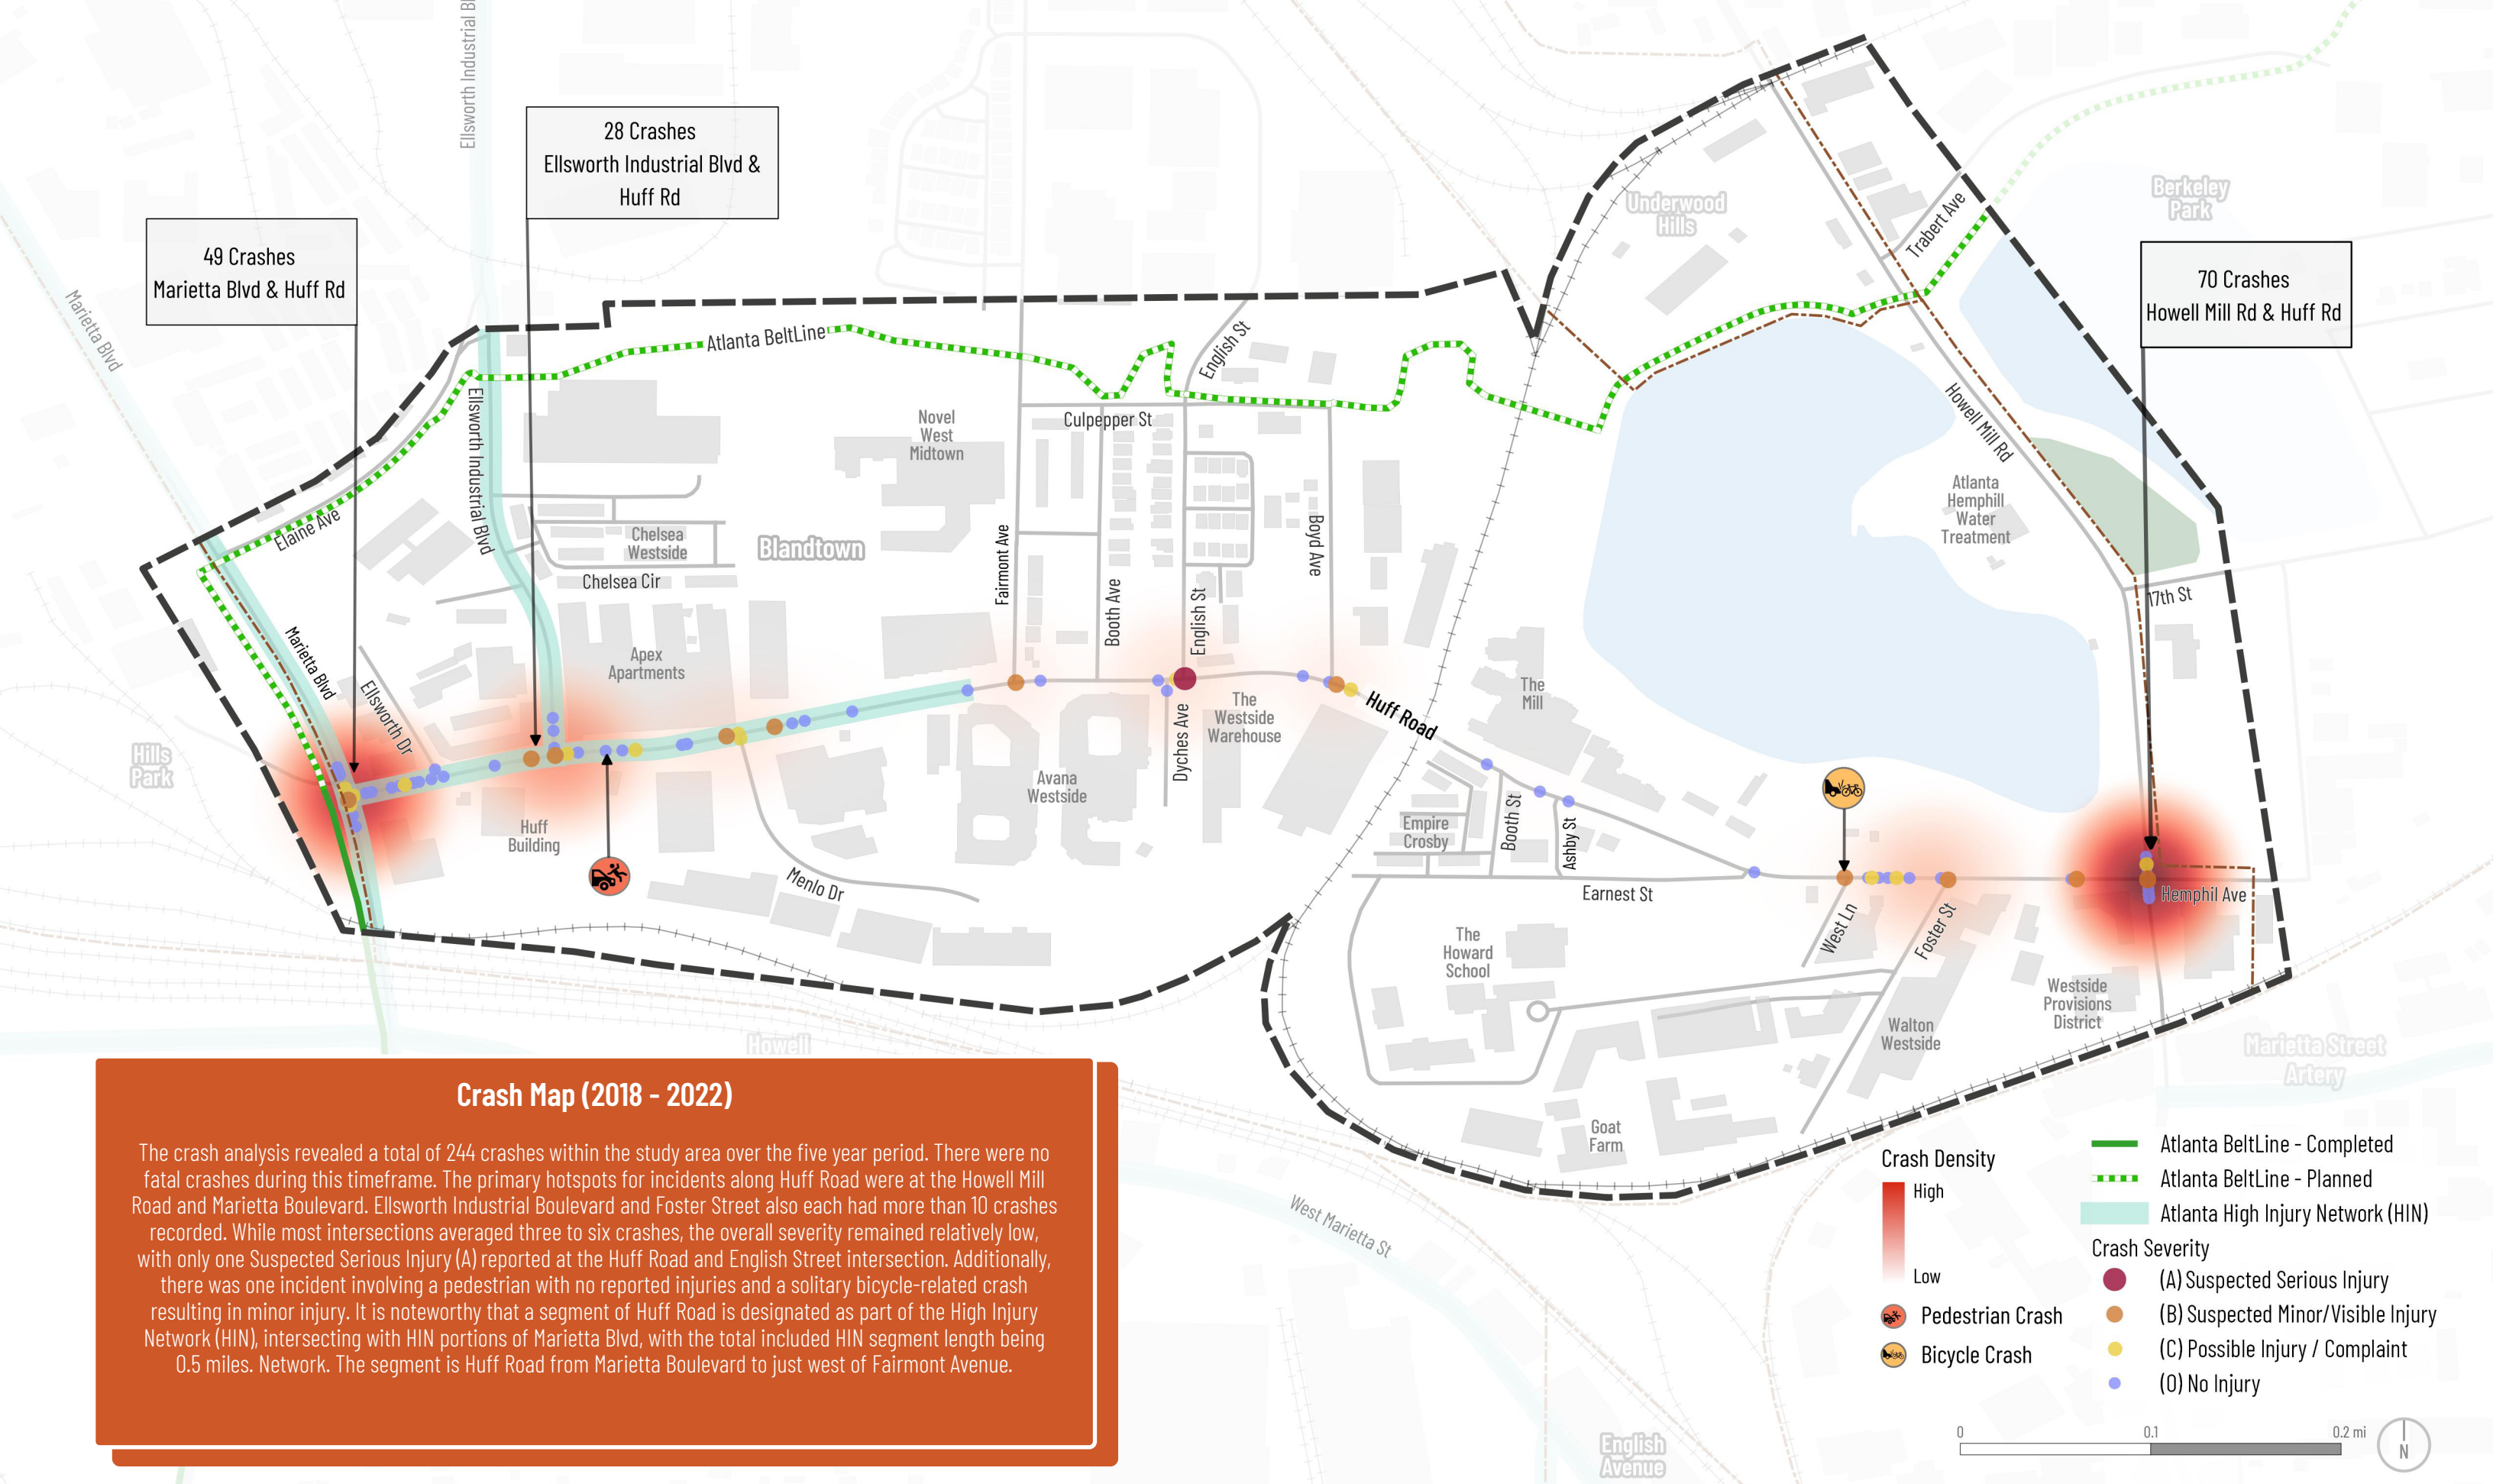 Ellsworth Industrial Bl
28 Crashes
Ellsworth Industrial Blvd &
Huff Rd
49 Crashes
Marietta Blvd & Huff Rd
70 Crashes
Howell Mill Rd & Huff Rd
Underwood
Hills
Berkeley
Park
Trabert Ave
Marietta Blvd
Atlanta BeltLine
English St
Culpepper St
Howell Mill Rd
Ellsworth Industrial Blvd
Novel
West
Midtown
Elaine Ave
Chelsea
Westside
Blandtown
Chelsea Cir
Fairmont Ave
Booth Ave
English St
Boyd Ave
Atlanta
Hemphill
Water
Treatment
17th St
Marietta Blvd
Ellsworth Dr
Apex
Apartments
Hills
Park
The
Westside
Warehouse
Dyches Ave
Huff Road
The
Mill
Avana
Westside
Huff
Building
Menlo Dr
Empire
Crosby
Booth St
Ashby St
Earnest St
Hemphil Ave
West Ln
Foster St
The
Howard
School
Westside
Provisions
District
Walton
Westside
Goat
Farm
Howell
Marietta Street
Artery
West Marietta St
English
Avenue
Crash Map (2018 - 2022)
The crash analysis revealed a total of 244 crashes within the study area over the five year period. There were no
fatal crashes during this timeframe. The primary hotspots for incidents along Huff Road were at the Howell Mill
Road and Marietta Boulevard. Ellsworth Industrial Boulevard and Foster Street also each had more than 10 crashes
recorded. While most intersections averaged three to six crashes, the overall severity remained relatively low,
with only one Suspected Serious Injury (A) reported at the Huff Road and English Street intersection. Additionally,
there was one incident involving a pedestrian with no reported injuries and a solitary bicycle-related crash
resulting in minor injury. It is noteworthy that a segment of Huff Road is designated as part of the High Injury
Network (HIN), intersecting with HIN portions of Marietta Blvd, with the total included HIN segment length being
0.5 miles. Network. The segment is Huff Road from Marietta Boulevard to just west of Fairmont Avenue.
Crash Density
High
Low
Pedestrian Crash
Bicycle Crash
Atlanta BeltLine - Completed
Atlanta BeltLine - Planned
Atlanta High Injury Network (HIN)
Crash Severity
(A) Suspected Serious Injury
(B) Suspected Minor/Visible Injury
(C) Possible Injury / Complaint
(O) No Injury
0 0.1 0.2 mi
N